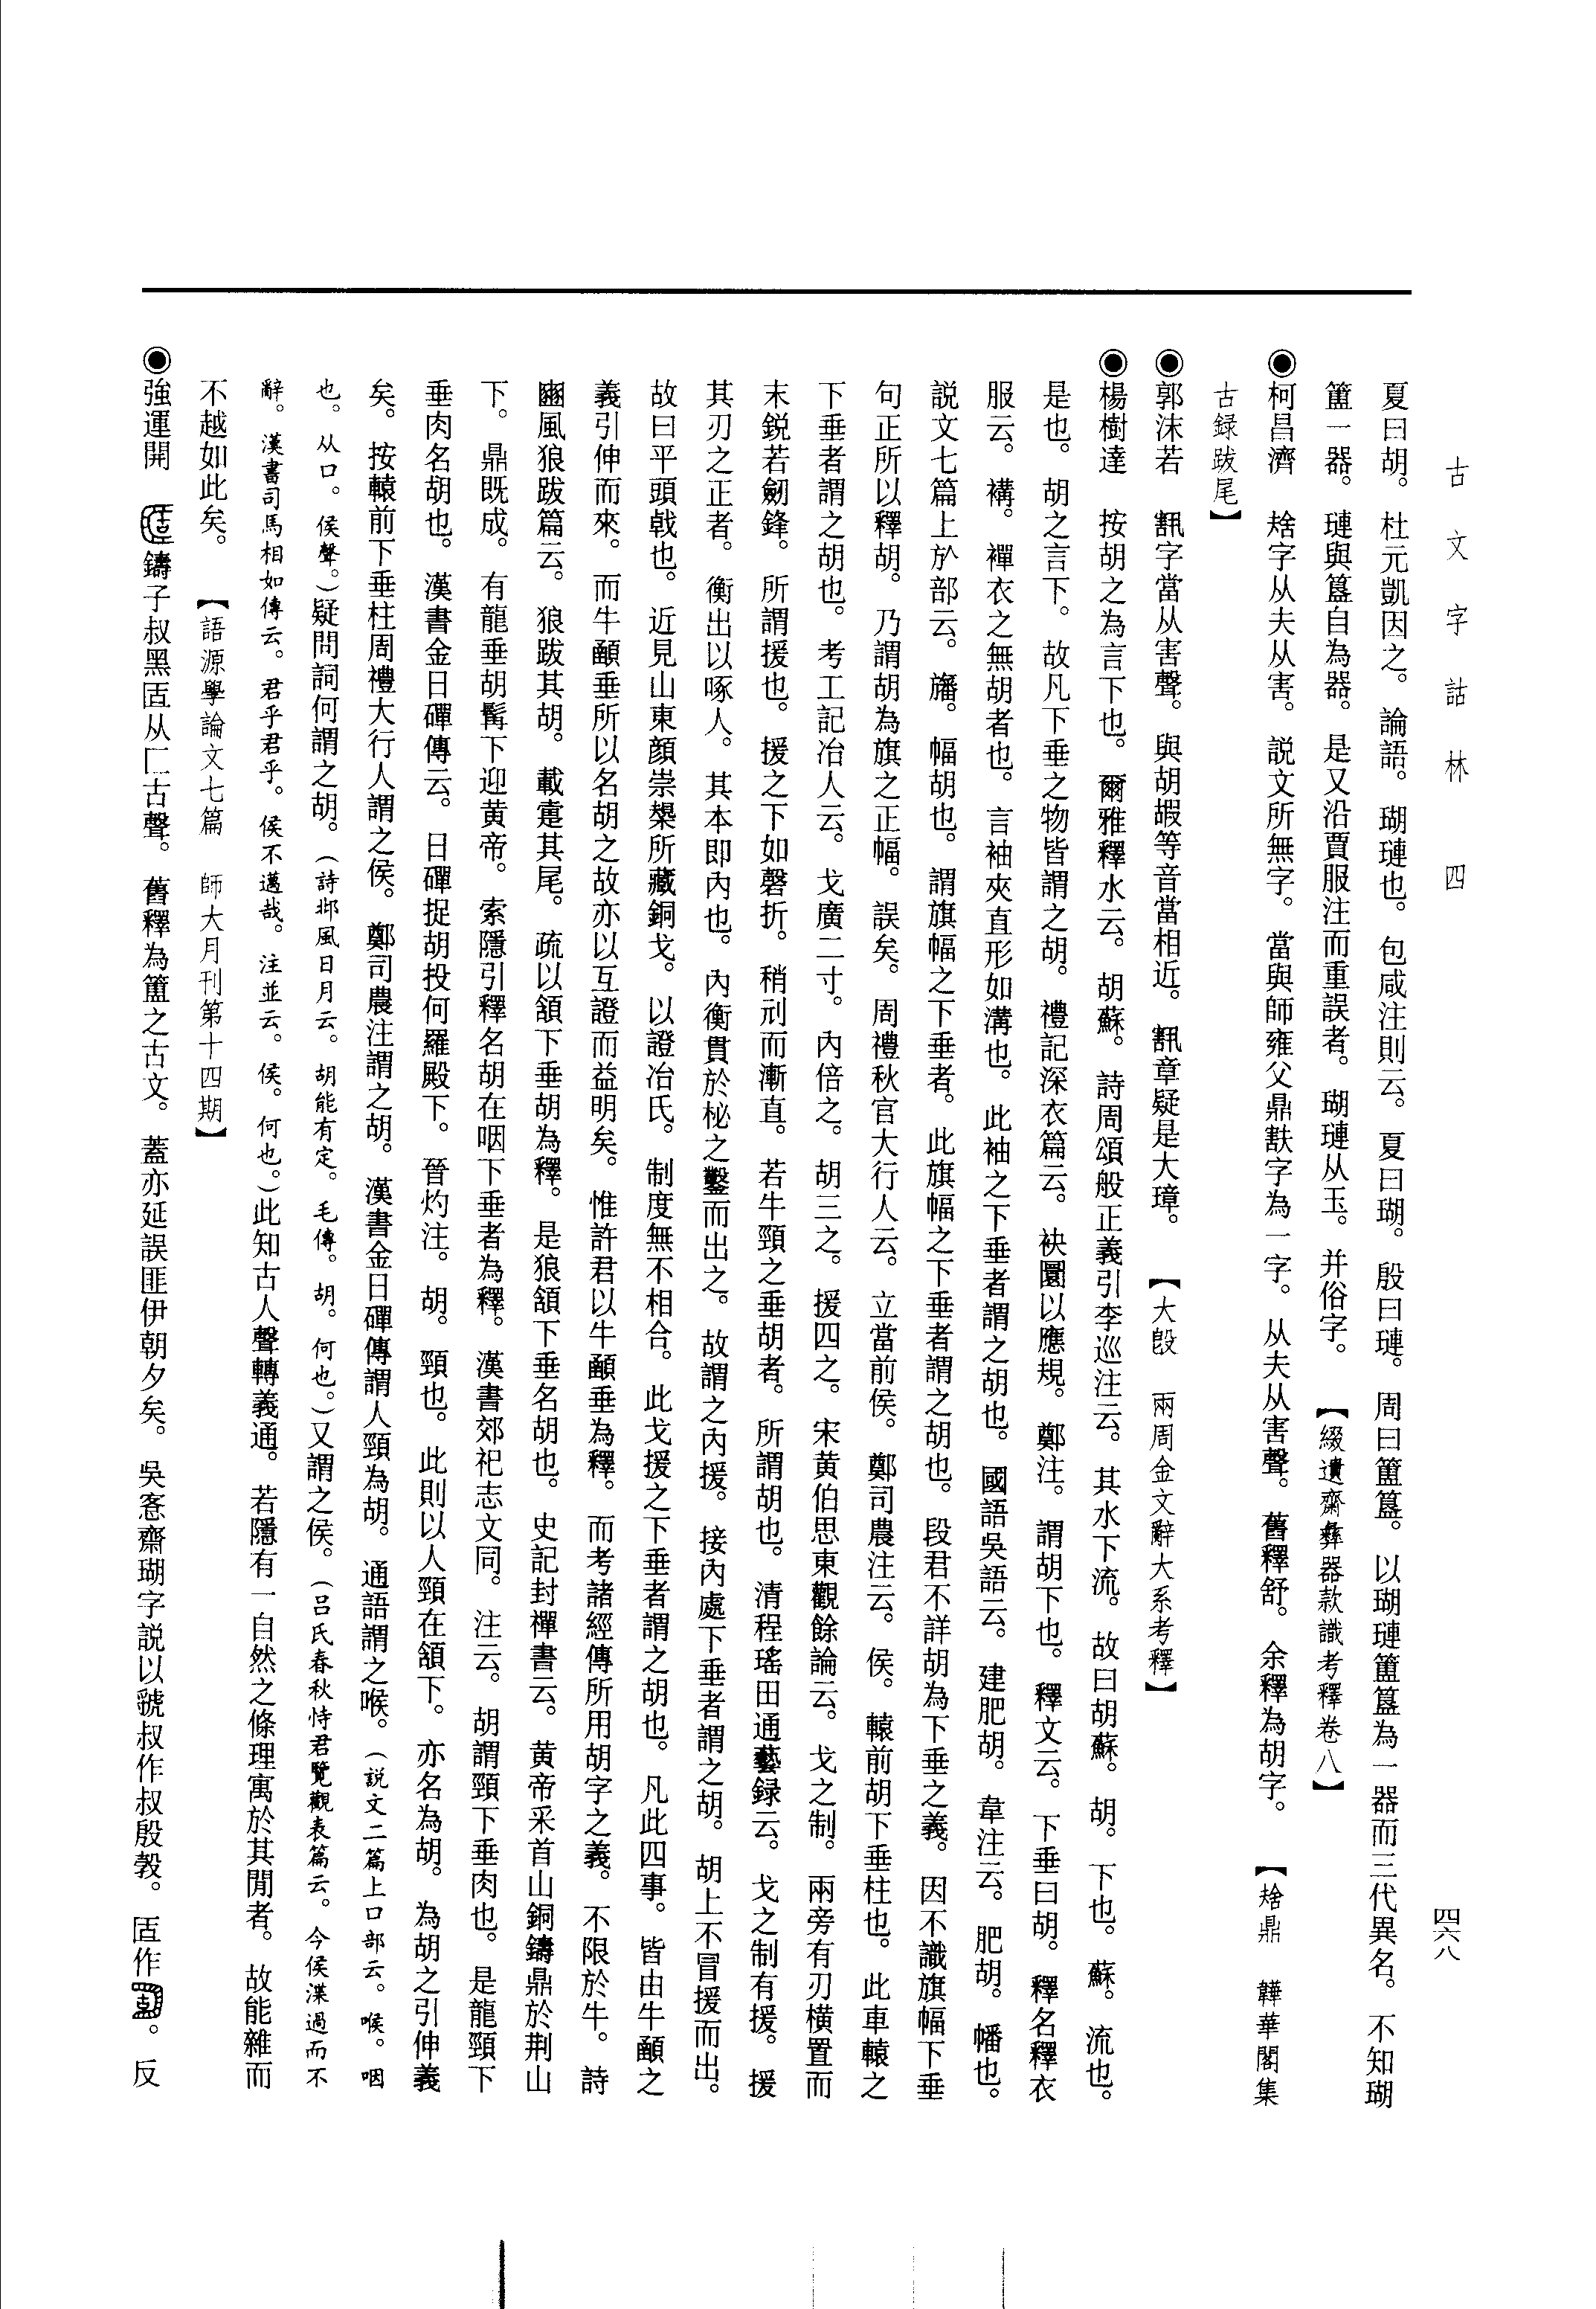 古文字詁林　四
四六八
夏曰胡。杜元凱因之。論語。瑚璉也。包咸注則云。夏曰瑚。殷曰璉。周曰簠簋。以瑚璉簠簋為一器而三代異名。不知瑚
簠一器。璉與簋自為器。是又沿賈服注而重誤者。瑚璉从玉。并俗字。【綴遺齋彝器款識考釋卷八】
◉柯昌濟　㛼字从夫从害。説文所無字。當與師雍父鼎㝬字為一字。从夫从害聲。舊釋舒。余釋為胡字。【㛼鼎　韡華閣集
古録跋尾】
◉郭沫若　字當从害聲。與胡嘏等音當相近。章疑是大璋。【大𣪘　兩周金文辭大系考釋】
◉楊樹達　按胡之為言下也。爾雅釋水云。胡蘇。詩周頌般正義引李巡注云。其水下流。故曰胡蘇。胡。下也。蘇。流也。
是也。胡之言下。故凡下垂之物皆謂之胡。禮記深衣篇云。袂圜以應規。鄭注。謂胡下也。釋文云。下垂曰胡。釋名釋衣
服云。褠。禪衣之無胡者也。言袖夾直形如溝也。此袖之下垂者謂之胡也。國語吳語云。建肥胡。韋注云。肥胡。幡也。
説文七篇上㫃部云。旛。幅胡也。謂旗幅之下垂者。此旗幅之下垂者謂之胡也。段君不詳胡為下垂之義。因不識旗幅下垂
句正所以釋胡。乃謂胡為旗之正幅。誤矣。周禮秋官大行人云。立當前侯。鄭司農注云。侯。轅前胡下垂柱也。此車轅之
下垂者謂之胡也。考工記冶人云。戈廣二寸。內倍之。胡三之。援四之。宋黃伯思東觀餘論云。戈之制。兩旁有刃橫置而
末鋭若劒鋒。所謂援也。援之下如磬折。稍刓而漸直。若牛頸之垂胡者。所謂胡也。清程瑤田通藝録云。戈之制有援。援
其刃之正者。衡出以啄人。其本即內也。內衡貫於柲之鑿而出之。故謂之內援。接內處下垂者謂之胡。胡上不冒援而出。
故曰平頭戟也。近見山東顔崇槼所藏銅戈。以證冶氏。制度無不相合。此戈援之下垂者謂之胡也。凡此四事。皆由牛顄之
義引伸而來。而牛顄垂所以名胡之故亦以互證而益明矣。惟許君以牛顄垂為釋。而考諸經傳所用胡字之義。不限於牛。詩
豳風狼跋篇云。狼跋其胡。載疐其尾。疏以頷下垂胡為釋。是狼頷下垂名胡也。史記封禪書云。黃帝采首山銅鑄鼎於荆山
下。鼎既成。有龍垂胡髯下迎黃帝。索隱引釋名胡在咽下垂者為釋。漢書郊祀志文同。注云。胡謂頸下垂肉也。是龍頸下
垂肉名胡也。漢書金日磾傳云。日磾捉胡投何羅殿下。晉灼注。胡。頸也。此則以人頸在頷下。亦名為胡。為胡之引伸義
矣。按轅前下垂柱周禮大行人謂之侯。鄭司農注謂之胡。漢書金日磾傳謂人頸為胡。通語謂之喉。（説文二篇上口部云。喉。咽
也。从口。侯聲。）疑問詞何謂之胡。（詩邶風日月云。胡能有定。毛傳。胡。何也。）又謂之侯。（呂氏春秋恃君覽觀表篇云。今侯渫過而不
辭。漢書司馬相如傳云。君乎君乎。侯不邁哉。注並云。侯。何也。）此知古人聲轉義通。若隱有一自然之條理寓於其間者。故能雜而
不越如此矣。【語源學論文七篇　師大月刊第十四期】
◉強運開　鑄子叔黑𠤳从匚古聲。舊釋為簠之古文。蓋亦延誤匪伊朝夕矣。吳愙齋瑚字説以虢叔作叔殷㝅。𠤳作。反